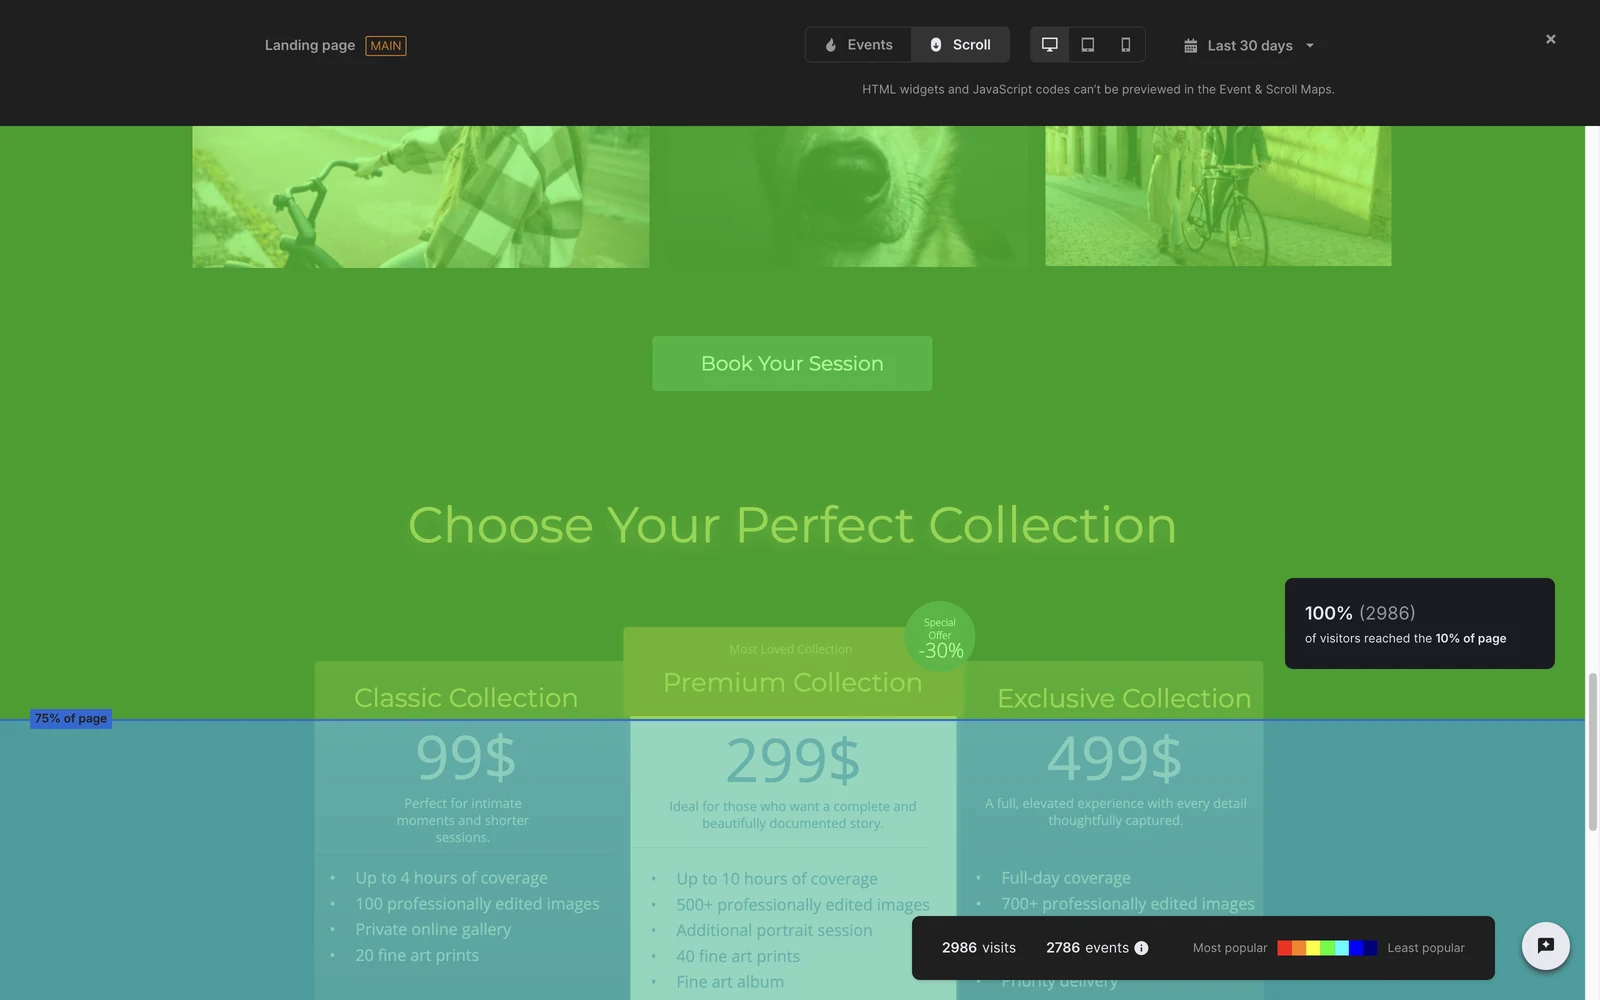 Landing page MAIN
Events Scroll Last 30 days
HTML widgets and JavaScript codes can't be previewed in the Event & Scroll Maps.
Book Your Session
Choose Your Perfect Collection
Special
Offer
-30%
Most Loved Collection
Classic Collection
Premium Collection
Exclusive Collection
100% (2986)
of visitors reached the 10% of page
75% of page
99$
Perfect for intimate
moments and shorter
sessions.
• Up to 4 hours of coverage
• 100 professionally edited images
• Private online gallery
• 20 fine art prints
299$
Ideal for those who want a complete and
beautifully documented story.
• Up to 10 hours of coverage
• 500+ professionally edited images
• Additional portrait session
• 40 fine art prints
• Fine art album
499$
A full, elevated experience with every detail
thoughtfully captured.
• Full-day coverage
• 700+ professionally edited images
Priority delivery
2986 visits 2786 events Most popular Least popular